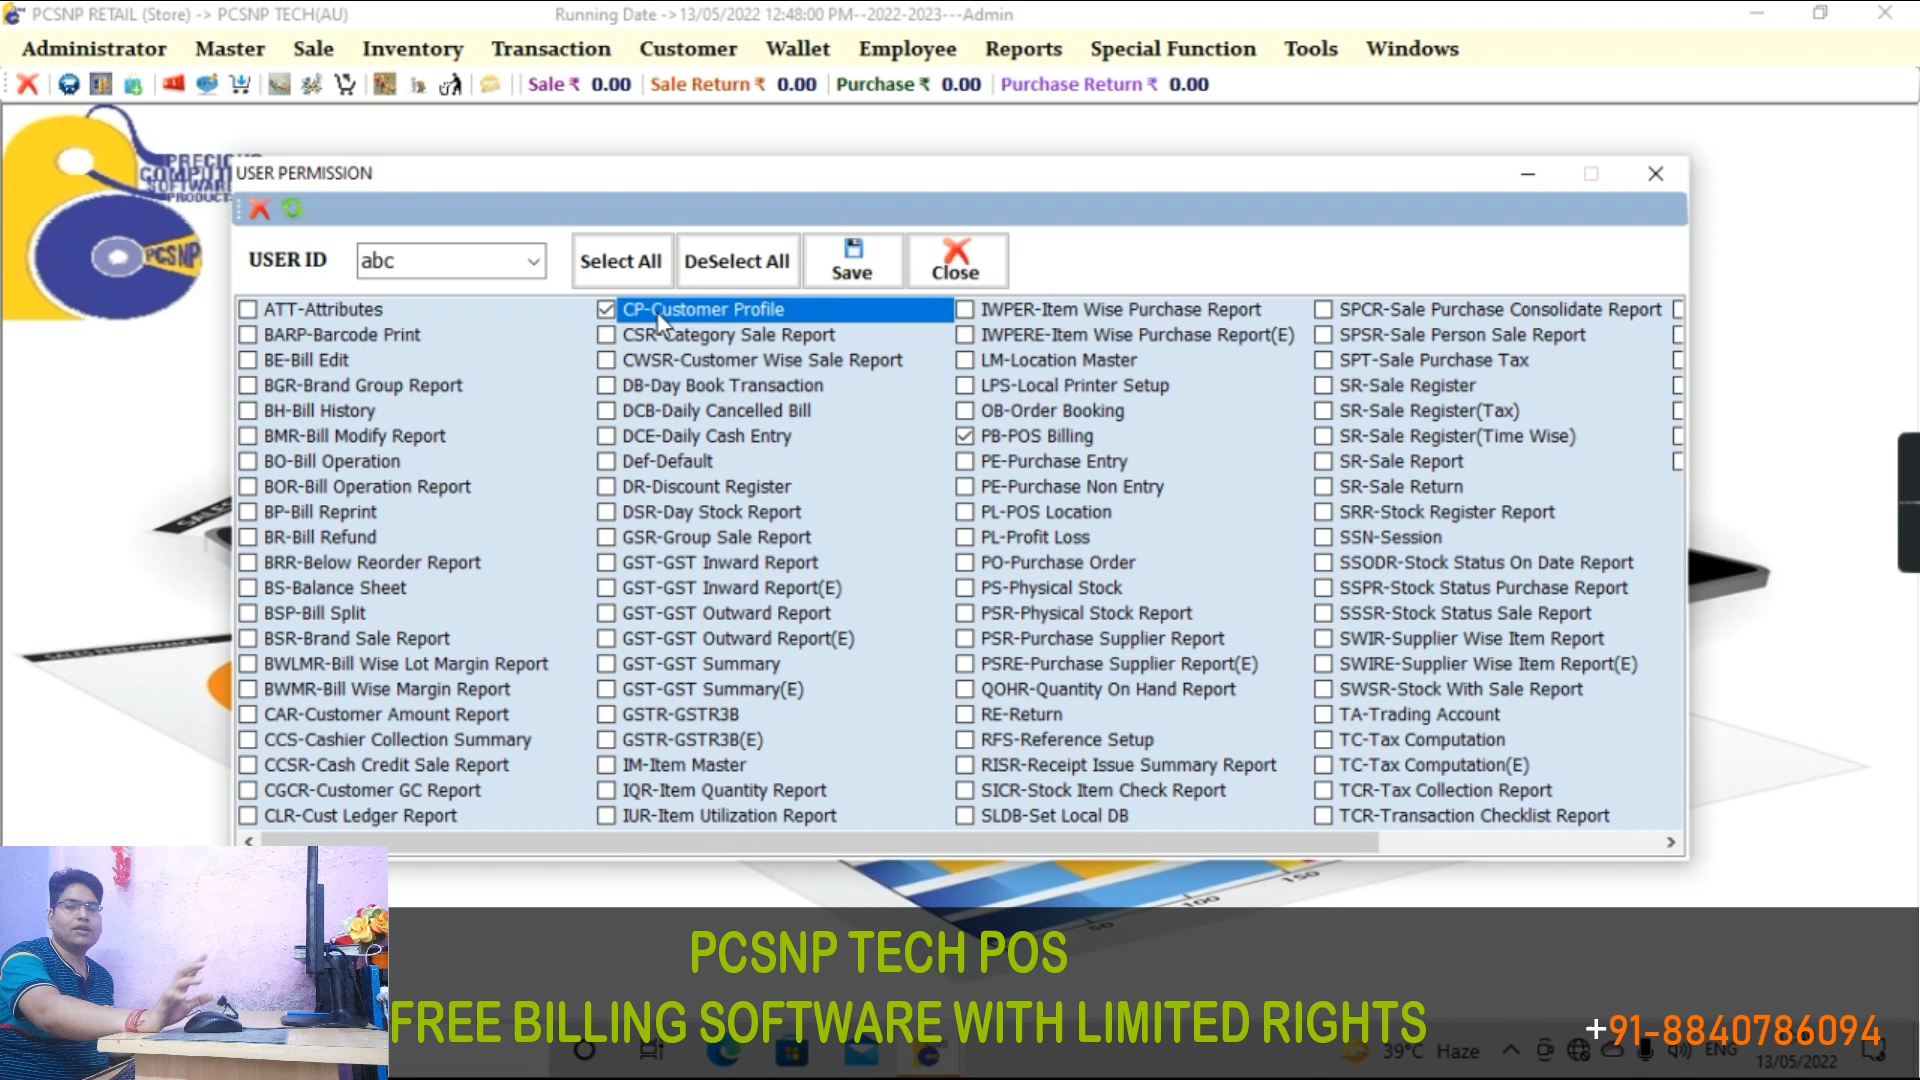 PCSNP RETAIL (Store) -> PCSNP TECH(AU)
Running Date ->13/05/2022 12:48:00 PM--2022-2023---Admin
Administrator Master Sale Inventory Transaction Customer Wallet Employee Reports Special Function Tools Windows
Sale ₹ 0.00 Sale Return ₹ 0.00 Purchase ₹ 0.00 Purchase Return ₹ 0.00
PCSNP
USER PERMISSION
USER ID abc Select All DeSelect All Save Close
ATT-Attributes
BARP-Barcode Print
BE-Bill Edit
BGR-Brand Group Report
BH-Bill History
BMR-Bill Modify Report
BO-Bill Operation
BOR-Bill Operation Report
BP-Bill Reprint
BR-Bill Refund
BRR-Below Reorder Report
BS-Balance Sheet
BSP-Bill Split
BSR-Brand Sale Report
BWLMR-Bill Wise Lot Margin Report
BWMR-Bill Wise Margin Report
CAR-Customer Amount Report
CCS-Cashier Collection Summary
CCSR-Cash Credit Sale Report
CGCR-Customer GC Report
CLR-Cust Ledger Report
CP-Customer Profile
CSR-Category Sale Report
CWSR-Customer Wise Sale Report
DB-Day Book Transaction
DCB-Daily Cancelled Bill
DCE-Daily Cash Entry
Def-Default
DR-Discount Register
DSR-Day Stock Report
GSR-Group Sale Report
GST-GST Inward Report
GST-GST Inward Report(E)
GST-GST Outward Report
GST-GST Outward Report(E)
GST-GST Summary
GST-GST Summary(E)
GSTR-GSTR3B
GSTR-GSTR3B(E)
IM-Item Master
IQR-Item Quantity Report
IUR-Item Utilization Report
IWPER-Item Wise Purchase Report
IWPERE-Item Wise Purchase Report(E)
LM-Location Master
LPS-Local Printer Setup
OB-Order Booking
PB-POS Billing
PE-Purchase Entry
PE-Purchase Non Entry
PL-POS Location
PL-Profit Loss
PO-Purchase Order
PS-Physical Stock
PSR-Physical Stock Report
PSR-Purchase Supplier Report
PSRE-Purchase Supplier Report(E)
QOHR-Quantity On Hand Report
RE-Return
RFS-Reference Setup
RISR-Receipt Issue Summary Report
SICR-Stock Item Check Report
SLDB-Set Local DB
SPCR-Sale Purchase Consolidate Report
SPSR-Sale Person Sale Report
SPT-Sale Purchase Tax
SR-Sale Register
SR-Sale Register(Tax)
SR-Sale Register(Time Wise)
SR-Sale Report
SR-Sale Return
SRR-Stock Register Report
SSN-Session
SSODR-Stock Status On Date Report
SSPR-Stock Status Purchase Report
SSSR-Stock Status Sale Report
SWIR-Supplier Wise Item Report
SWIRE-Supplier Wise Item Report(E)
SWSR-Stock With Sale Report
TA-Trading Account
TC-Tax Computation
TC-Tax Computation(E)
TCR-Tax Collection Report
TCR-Transaction Checklist Report
50 100 150
PCSNP TECH POS
FREE BILLING SOFTWARE WITH LIMITED RIGHTS
+91-8840786094
39°C Haze ENG
13/05/2022